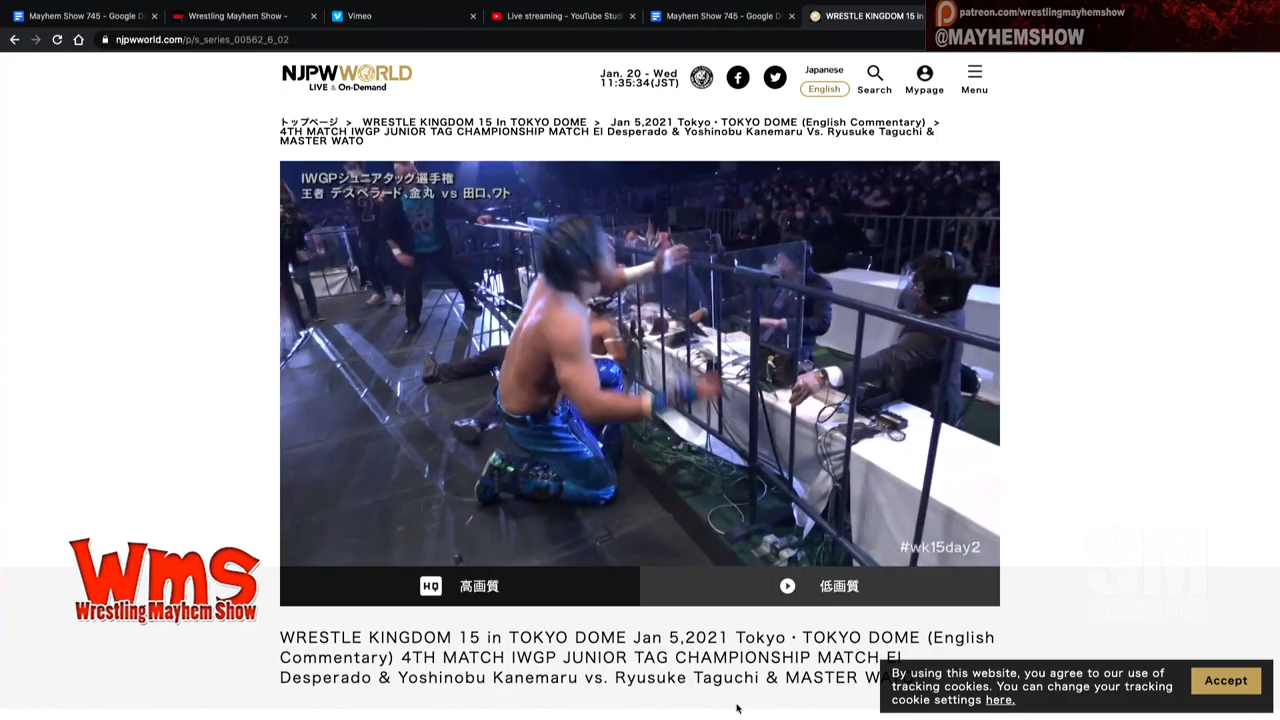 Mayhem Show 745 - Google D
Wrestling Mayhem Show -
Vimeo
Live streaming - YouTube Stud
Mayhem Show 745 - Google D
WRESTLE KINGDOM 15 in
patreon.com/wrestlingmayhemshow
@MAYHEMSHOW
njpwworld.com/p/s_series_00562_6_02
NJPWWORLD
LIVE & On-Demand
Jan. 20 - Wed
11:35:34(JST)
Japanese
English
Search
Mypage
Menu
トップページ > WRESTLE KINGDOM 15 In TOKYO DOME > Jan 5,2021 Tokyo・TOKYO DOME (English Commentary) >
4TH MATCH IWGP JUNIOR TAG CHAMPIONSHIP MATCH El Desperado & Yoshinobu Kanemaru Vs. Ryusuke Taguchi &
MASTER WATO
IWGPジュニアタッグ選手権
王者 デスペラード、金丸 vs 田口、ワト
#wk15day2
HQ 高画質
低画質
wms
Wrestling Mayhem Show
SM
WRESTLE KINGDOM 15 in TOKYO DOME Jan 5,2021 Tokyo・TOKYO DOME (English
Commentary) 4TH MATCH IWGP JUNIOR TAG CHAMPIONSHIP MATCH El
Desperado & Yoshinobu Kanemaru vs. Ryusuke Taguchi & MASTER WA
By using this website, you agree to our use of
tracking cookies. You can change your tracking
cookie settings here.
Accept